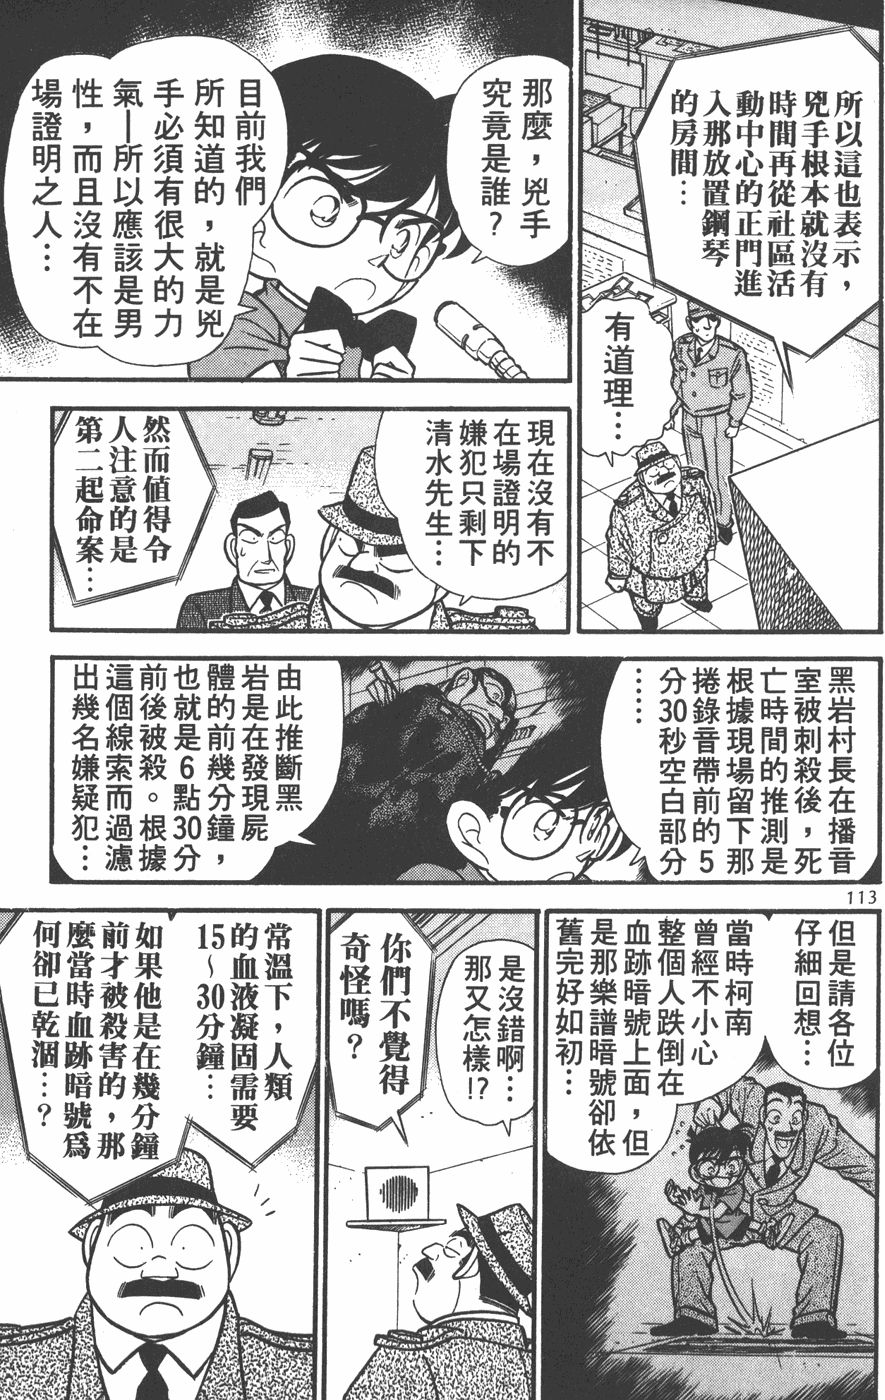 所以這也表示，
兇手根本就沒有
時間再從社區活
動中心的正門進
入那放置鋼琴
的房間…
有道理…
那麼，兇手
究竟是誰？
目前我們
所知道的，就是兇
手必須有很大的力
氣—所以應該是男
性，而且沒有不在
場證明之人…
現在沒有不
在場證明的
嫌犯只剩下
清水先生…
然而值得令
人注意的是
第二起命案…
黑岩村長在播音
室被刺殺後，死
亡時間的推測是
根據現場留下那
捲錄音帶前的5
分30秒空白部分
……
由此推斷黑
岩是在發現屍
體的前幾分鐘，
也就是6點30分
前後被殺。根據
這個線索而過濾
出幾名嫌疑犯…
113
但是請各位
仔細回想…
當時柯南
曾經不小心
整個人跌倒在
血跡暗號上面，但
是那樂譜暗號卻依
舊完好如初…
是沒錯啊…
那又怎樣!?
你們不覺得
奇怪嗎？
常溫下，人類
的血液凝固需要
15～30分鐘…
如果他是在幾分鐘
前才被殺害的，那
麼當時血跡暗號為
何卻已乾涸…？